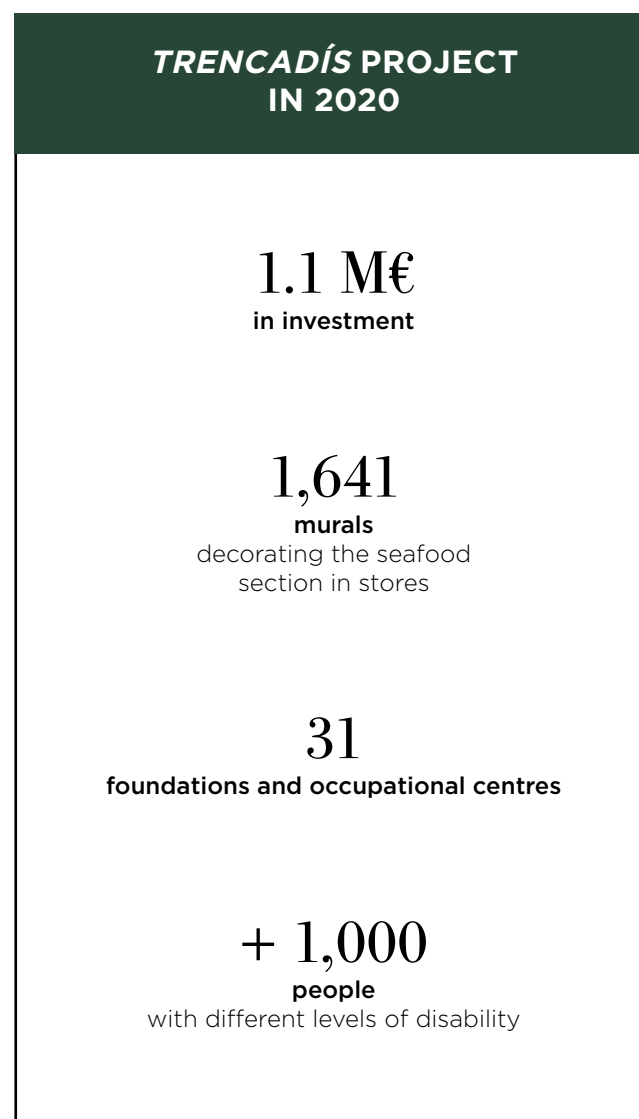 TRENCADÍS PROJECT
IN 2020
1.1 M€
in investment
1,641
murals
decorating the seafood
section in stores
31
foundations and occupational centres
+ 1,000
people
with different levels of disability